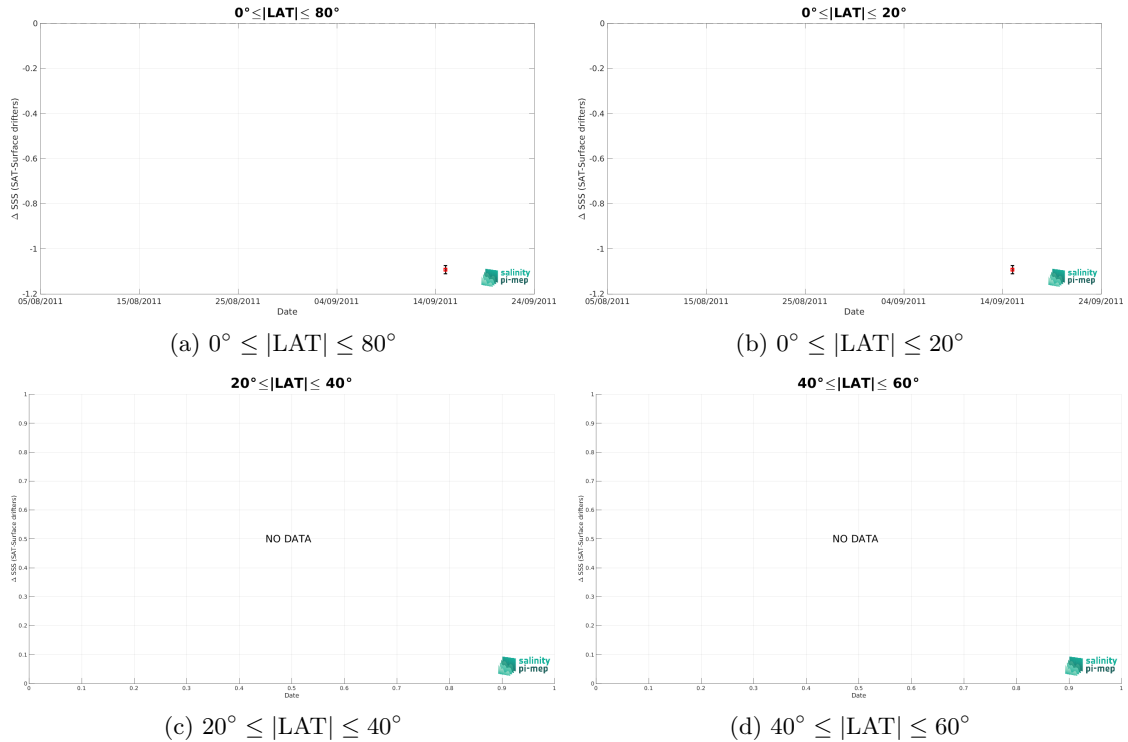 0°≤|LAT|≤ 80°
0
-0.2
-0.4
-0.6
-0.8
-1
-1.2
Δ SSS (SAT-Surface drifters)
05/08/2011 15/08/2011 25/08/2011 04/09/2011 14/09/2011 24/09/2011
Date
salinity
pi-mep
(a) 0° ≤ |LAT| ≤ 80°
0°≤|LAT|≤ 20°
0
-0.2
-0.4
-0.6
-0.8
-1
-1.2
Δ SSS (SAT-Surface drifters)
05/08/2011 15/08/2011 25/08/2011 04/09/2011 14/09/2011 24/09/2011
Date
salinity
pi-mep
(b) 0° ≤ |LAT| ≤ 20°
20°≤|LAT|≤ 40°
1
0.9
0.8
0.7
0.6
0.5
0.4
0.3
0.2
0.1
0
Δ SSS (SAT-Surface drifters)
NO DATA
0 0.1 0.2 0.3 0.4 0.5 0.6 0.7 0.8 0.9 1
Date
salinity
pi-mep
(c) 20° ≤ |LAT| ≤ 40°
40°≤|LAT|≤ 60°
1
0.9
0.8
0.7
0.6
0.5
0.4
0.3
0.2
0.1
0
Δ SSS (SAT-Surface drifters)
NO DATA
0 0.1 0.2 0.3 0.4 0.5 0.6 0.7 0.8 0.9 1
Date
salinity
pi-mep
(d) 40° ≤ |LAT| ≤ 60°